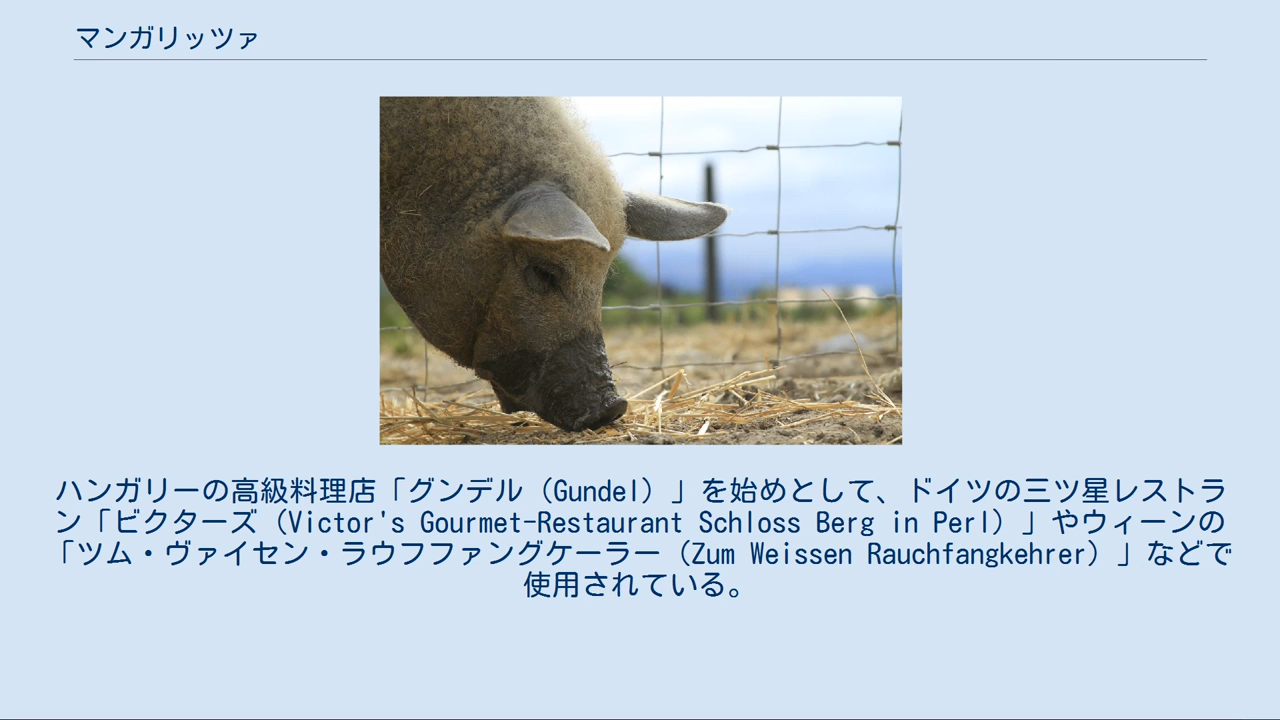 マンガリッツァ
ハンガリーの高級料理店「グンデル（Gundel）」を始めとして、ドイツの三ツ星レストラ
ン「ビクターズ（Victor's Gourmet-Restaurant Schloss Berg in Perl）」やウィーンの
「ツム・ヴァイセン・ラウフファングケーラー（Zum Weissen Rauchfangkehrer）」などで
使用されている。